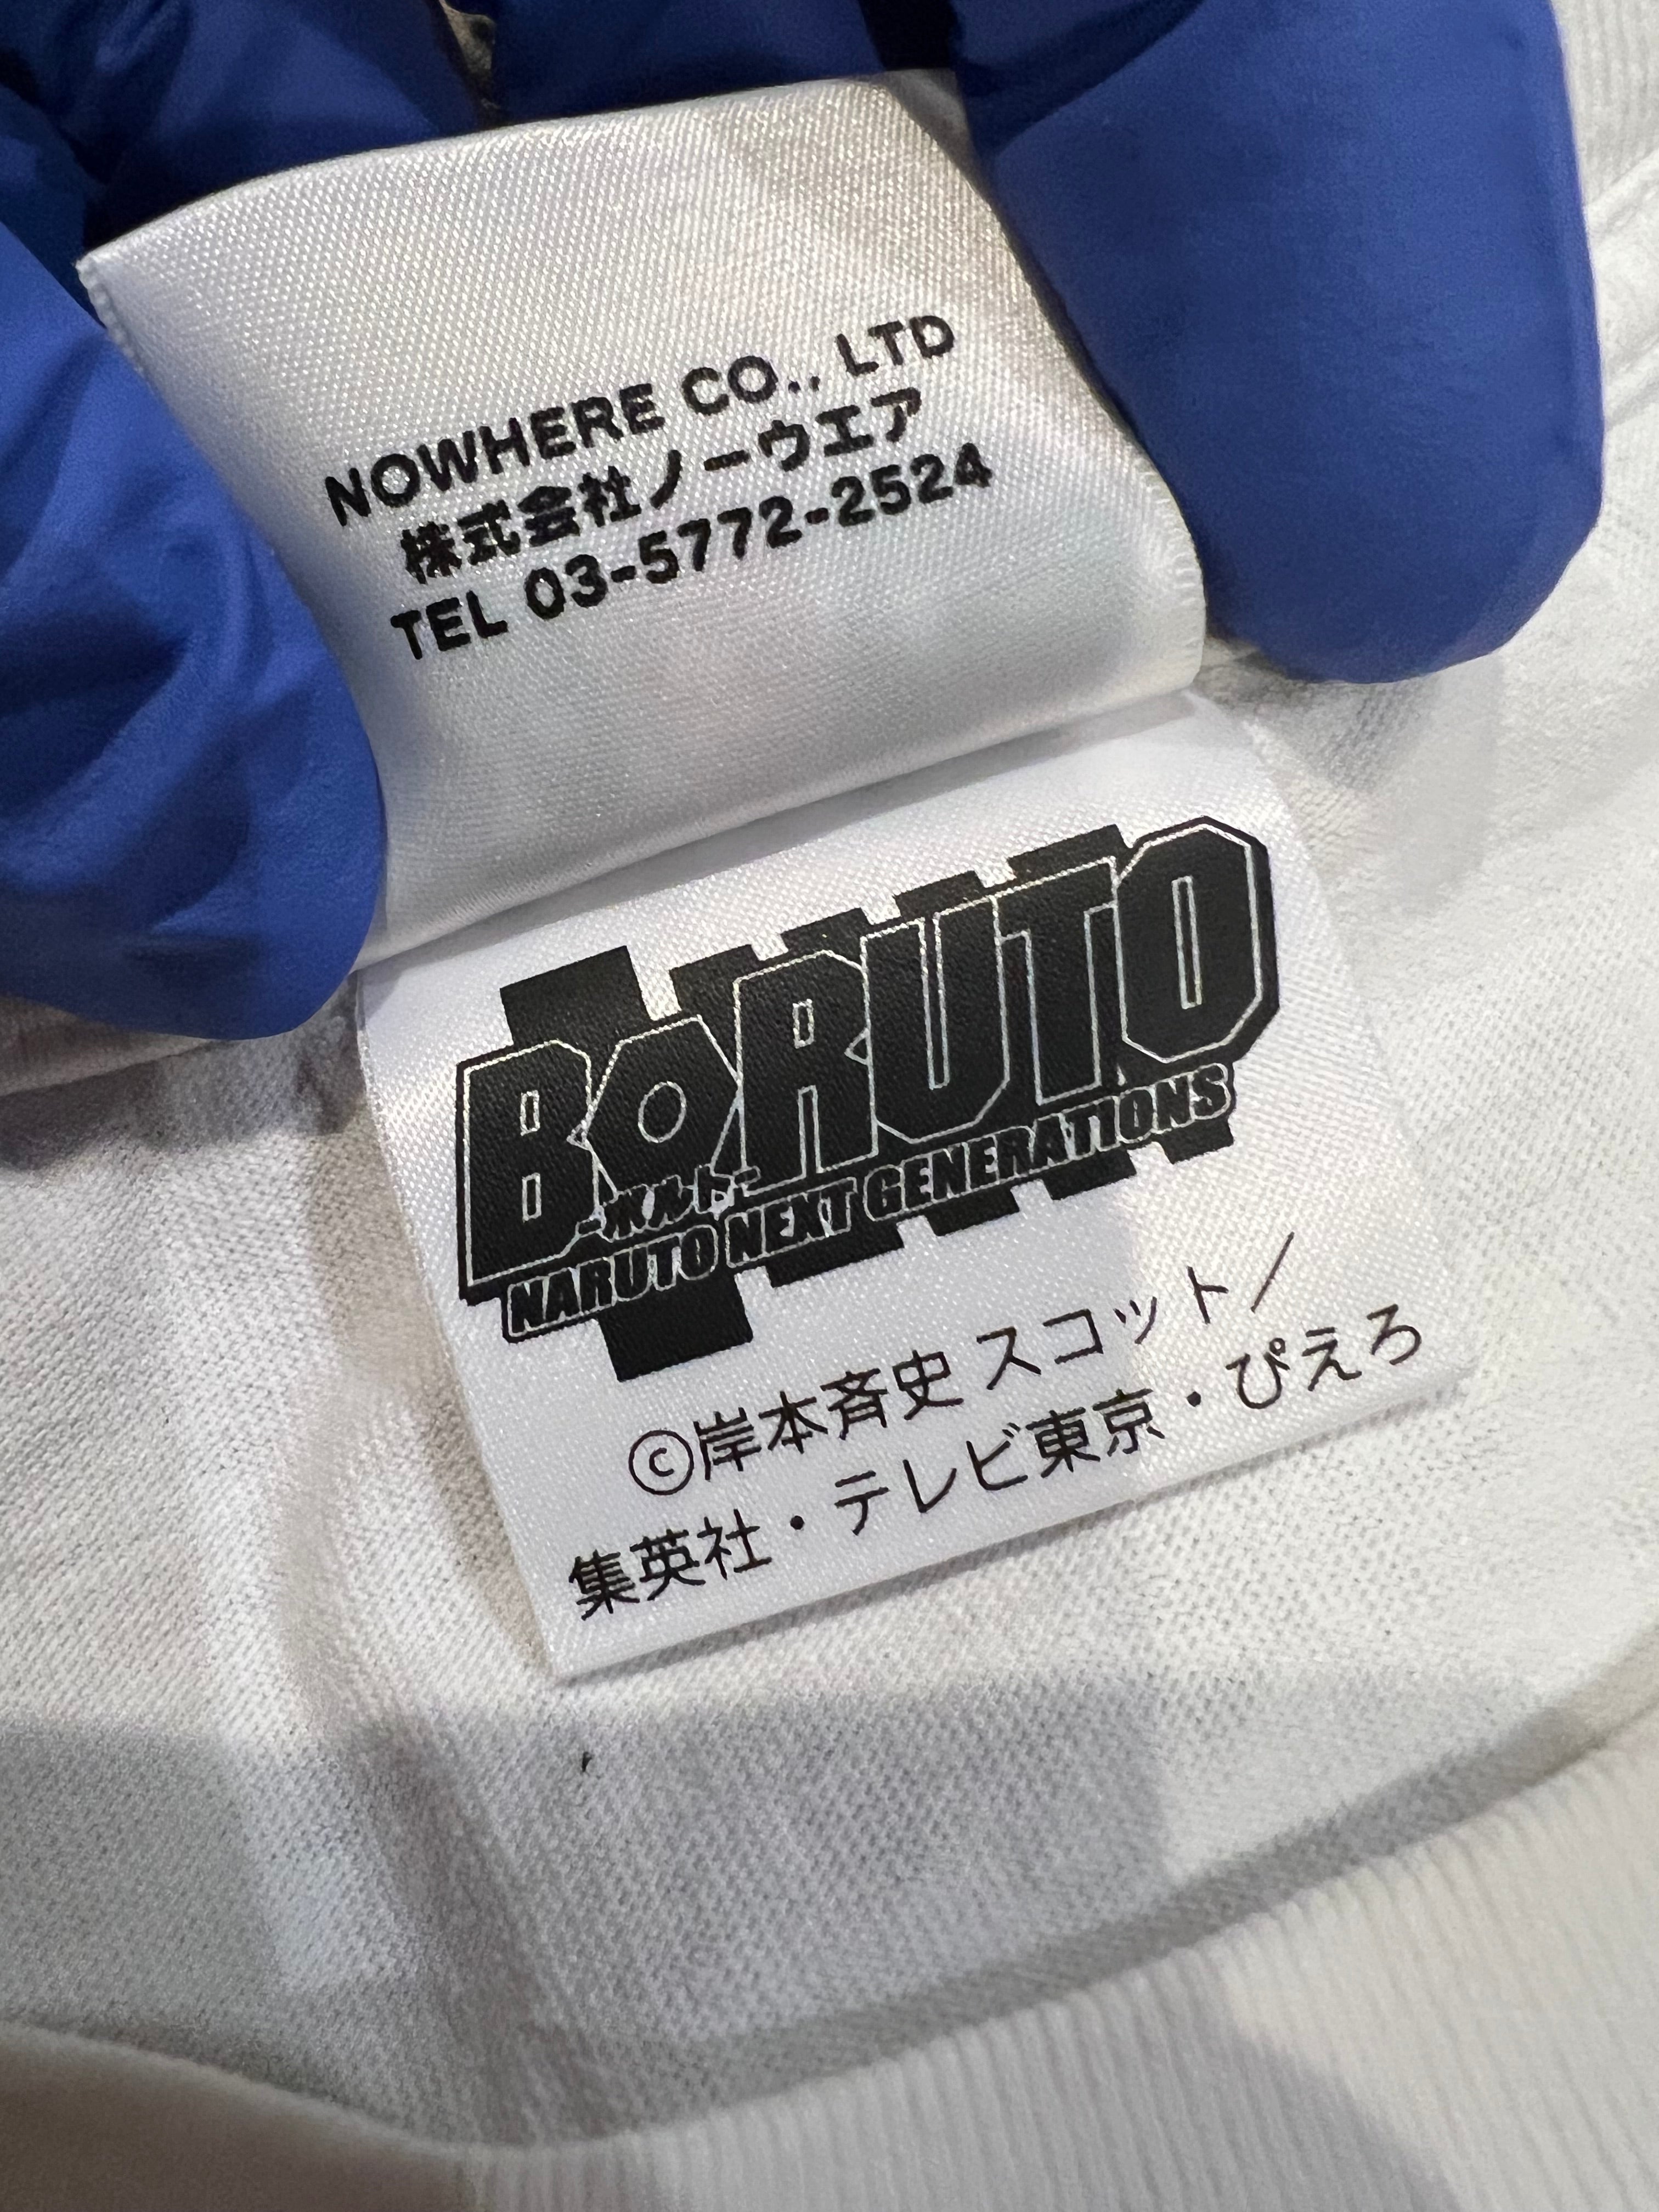 NOWHERE CO., LTD
株式会社ノーウエア
TEL 03-5772-2524
BORUTO
-ボルト-
NARUTO NEXT GENERATIONS
©岸本斉史 スコット/
集英社・テレビ東京・ぴえろ